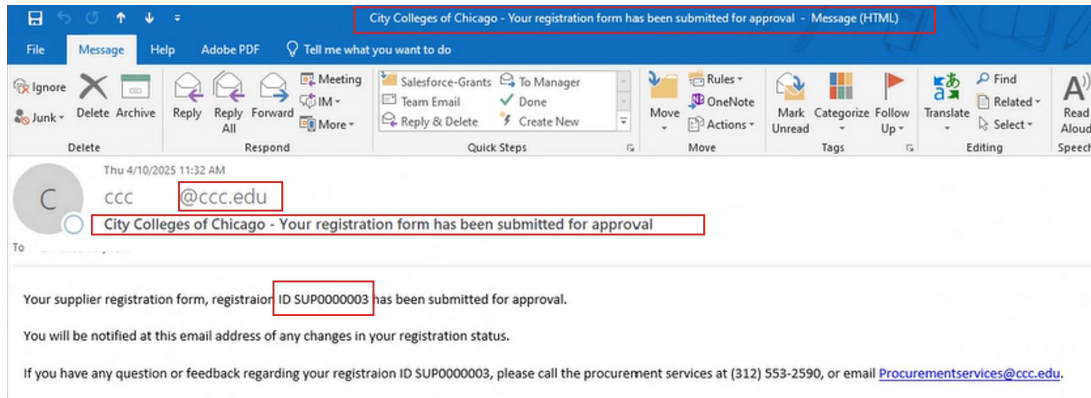 City Colleges of Chicago - Your registration form has been submitted for approval - Message (HTML)
File Message Help Adobe PDF Tell me what you want to do
Ignore
Junk
Delete Archive
Reply Reply All Forward
Meeting
IM
More
Salesforce-Grants To Manager
Team Email Done
Reply & Delete Create New
Move
Rules
OneNote
Actions
Mark Unread Categorize Follow Up
Translate
Find
Related
Select
Read Aloud
Delete Respond Quick Steps Move Tags Editing Speech
Thu 4/10/2025 11:32 AM
C
ccc @ccc.edu
City Colleges of Chicago - Your registration form has been submitted for approval
To
Your supplier registration form, registraion ID SUP0000003 has been submitted for approval.
You will be notified at this email address of any changes in your registration status.
If you have any question or feedback regarding your registraion ID SUP0000003, please call the procurement services at (312) 553-2590, or email Procurementservices@ccc.edu.